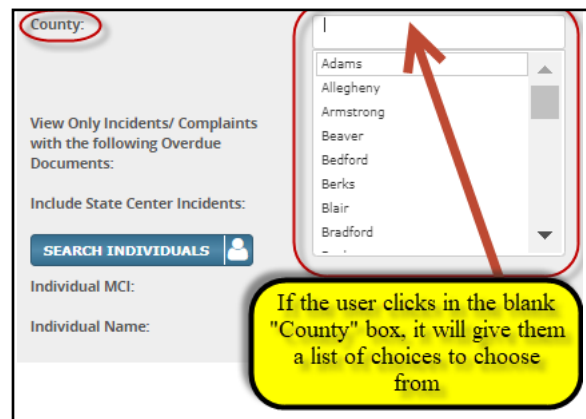 County:
Adams
Allegheny
Armstrong
Beaver
Bedford
Berks
Blair
Bradford
View Only Incidents/ Complaints
with the following Overdue
Documents:
Include State Center Incidents:
SEARCH INDIVIDUALS
Individual MCI:
Individual Name:
If the user clicks in the blank
"County" box, it will give them
a list of choices to choose
from